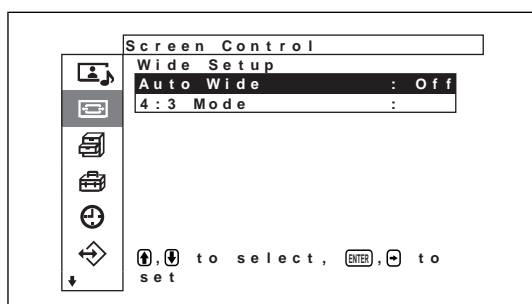 Screen Control
Wide Setup
Auto Wide : Off
4:3 Mode :
, to select, ENTER, to
set